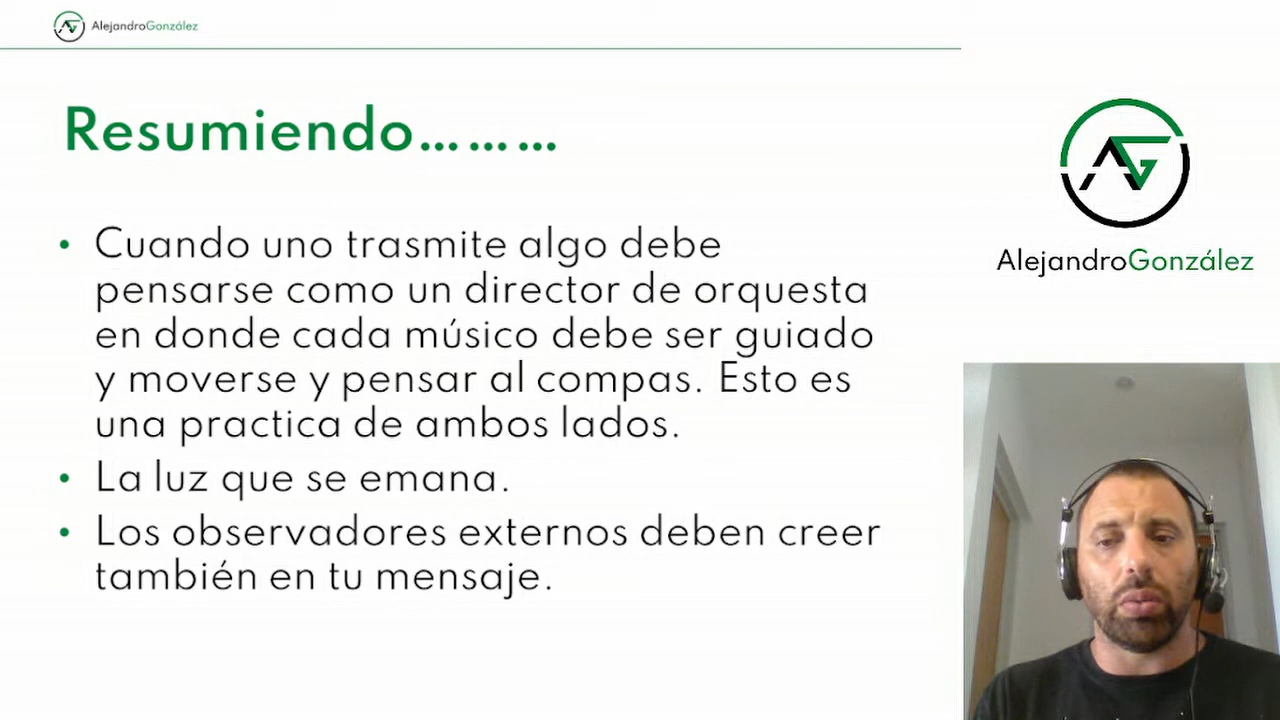 AlejandroGonzález
Resumiendo………
AG
AlejandroGonzález
• Cuando uno trasmite algo debe
pensarse como un director de orquesta
en donde cada músico debe ser guiado
y moverse y pensar al compas. Esto es
una practica de ambos lados.
• La luz que se emana.
• Los observadores externos deben creer
también en tu mensaje.